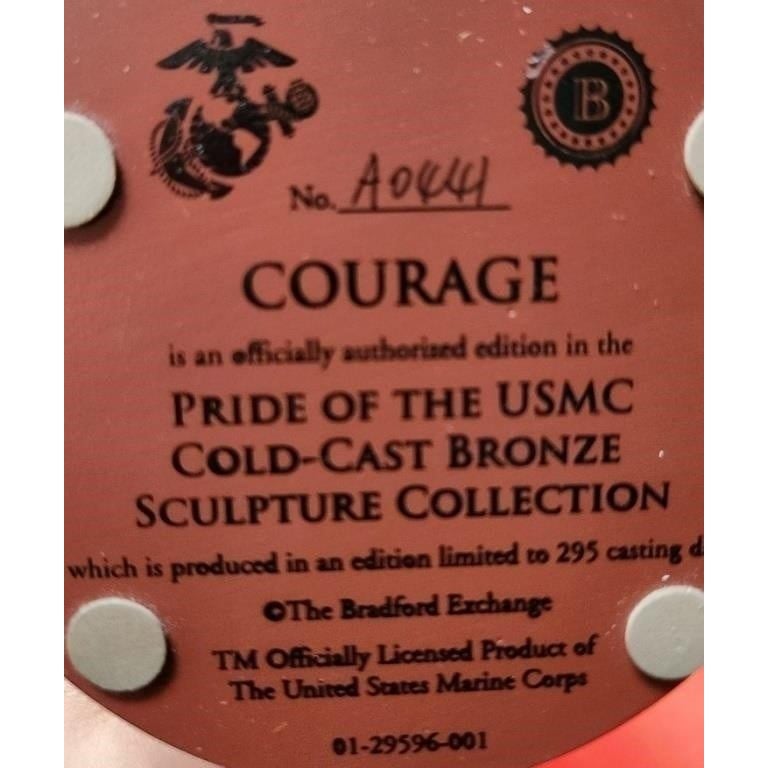 B
No. A0441
COURAGE
is an officially authorized edition in the
PRIDE OF THE USMC
COLD-CAST BRONZE
SCULPTURE COLLECTION
which is produced in an edition limited to 295 casting d
©The Bradford Exchange
TM Officially Licensed Product of
The United States Marine Corps
01-29596-001